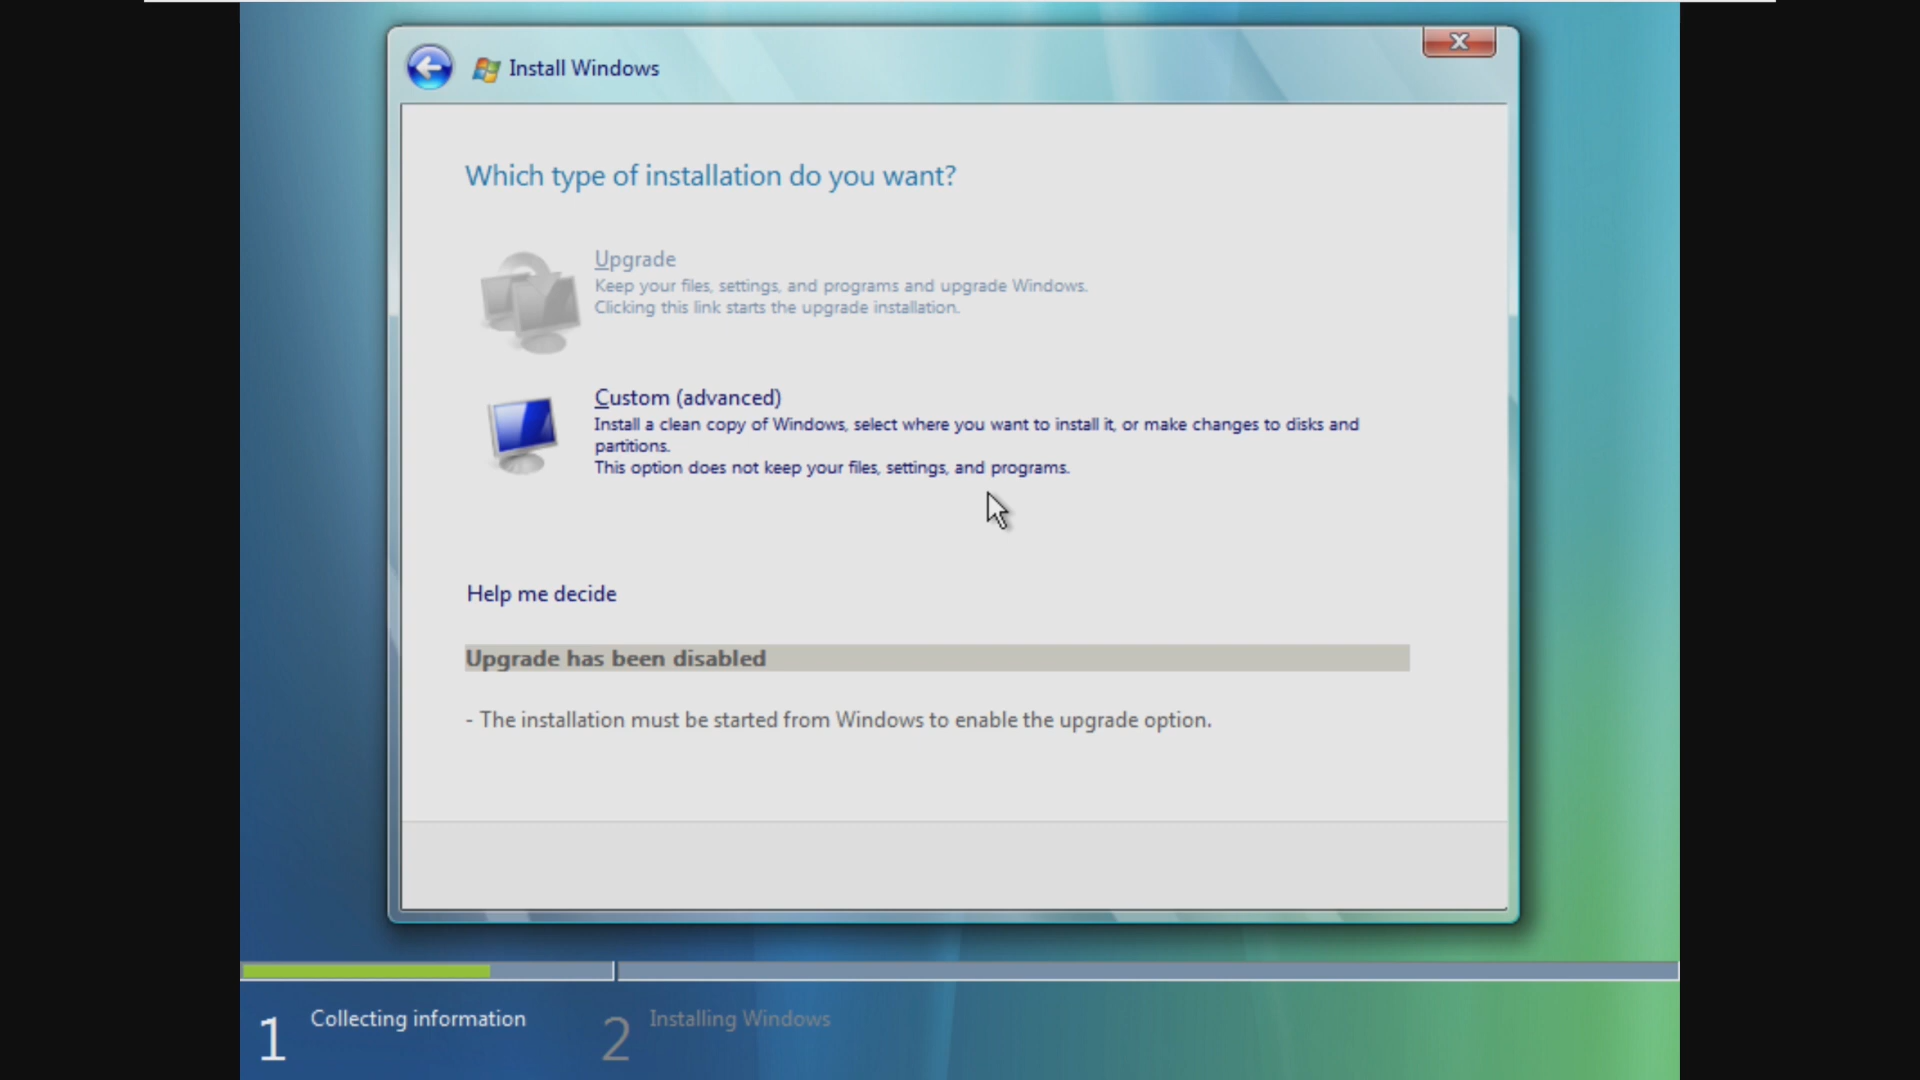 Install Windows
Which type of installation do you want?
Upgrade
Keep your files, settings, and programs and upgrade Windows.
Clicking this link starts the upgrade installation.
Custom (advanced)
Install a clean copy of Windows, select where you want to install it, or make changes to disks and
partitions.
This option does not keep your files, settings, and programs.
Help me decide
Upgrade has been disabled
- The installation must be started from Windows to enable the upgrade option.
1 Collecting information 2 Installing Windows